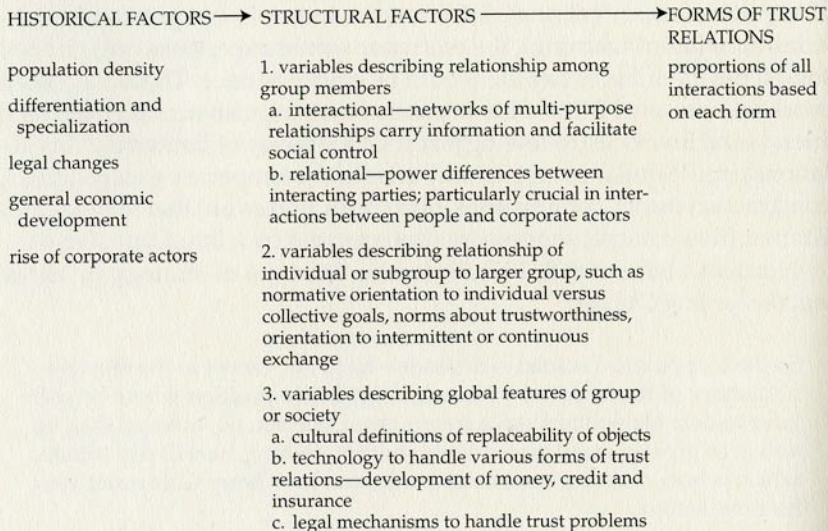 HISTORICAL FACTORS → STRUCTURAL FACTORS → FORMS OF TRUST
RELATIONS
population density
differentiation and
specialization
legal changes
general economic
development
rise of corporate actors
1. variables describing relationship among
group members
a. interactional—networks of multi-purpose
relationships carry information and facilitate
social control
b. relational—power differences between
interacting parties; particularly crucial in inter-
actions between people and corporate actors
2. variables describing relationship of
individual or subgroup to larger group, such as
normative orientation to individual versus
collective goals, norms about trustworthiness,
orientation to intermittent or continuous
exchange
3. variables describing global features of group
or society
a. cultural definitions of replaceability of objects
b. technology to handle various forms of trust
relations—development of money, credit and
insurance
c. legal mechanisms to handle trust problems
proportions of all
interactions based
on each form